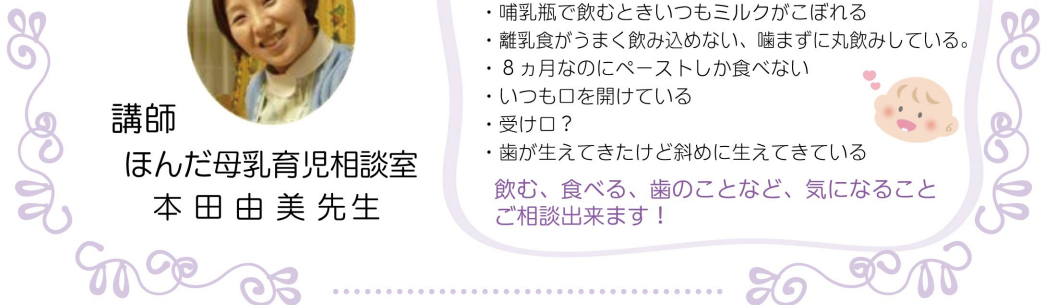 講師
ほんだ母乳育児相談室
本田由美先生
・哺乳瓶で飲むときいつもミルクがこぼれる
・離乳食がうまく飲み込めない、噛まずに丸飲みしている。
・８ヵ月なのにペーストしか食べない
・いつも口を開けている
・受け口？
・歯が生えてきたけど斜めに生えてきている
飲む、食べる、歯のことなど、気になること
ご相談出来ます！